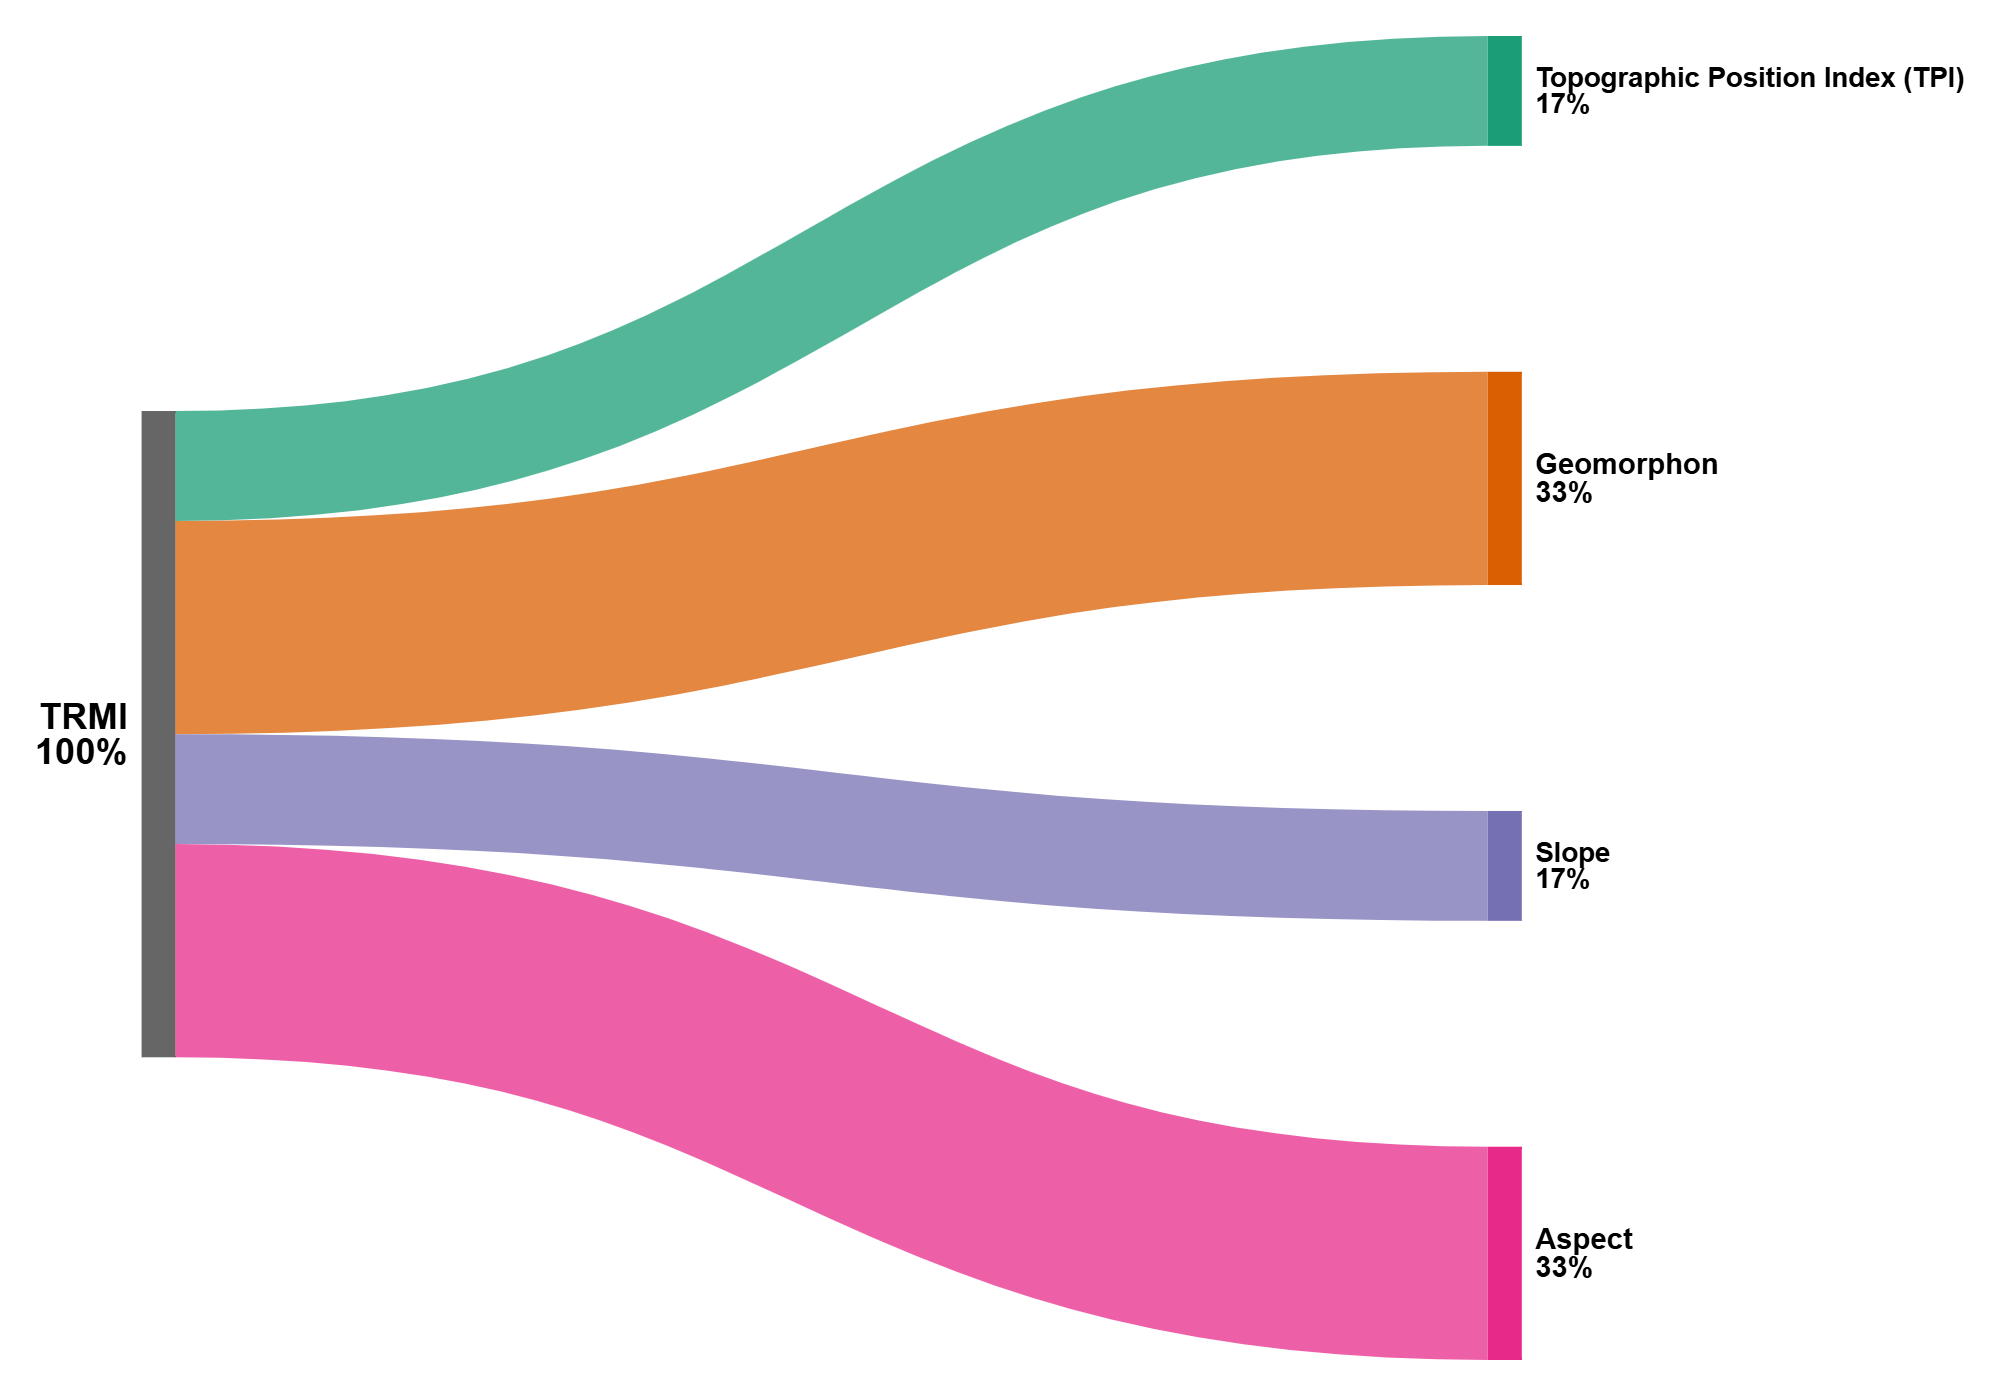 Topographic Position Index (TPI)
17%
Geomorphon
33%
TRMI
100%
Slope
17%
Aspect
33%